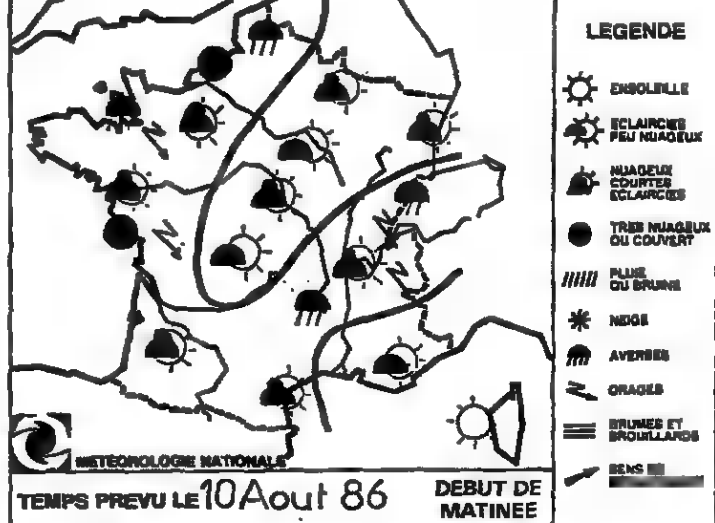 LEGENDE
ENSOLEILLE
ECLAIRCIES
PEU NUAGEUX
NUAGEUX
COURTES
ECLAIRCIES
TRES NUAGEUX
OU COUVERT
PLUIE
OU BRUINE
NEIGE
AVERSES
ORAGES
BRUMES ET
BROUILLARDS
SENS
METEOROLOGIE NATIONALE
TEMPS PREVU LE 10 Aout 86 DEBUT DE
MATINEE